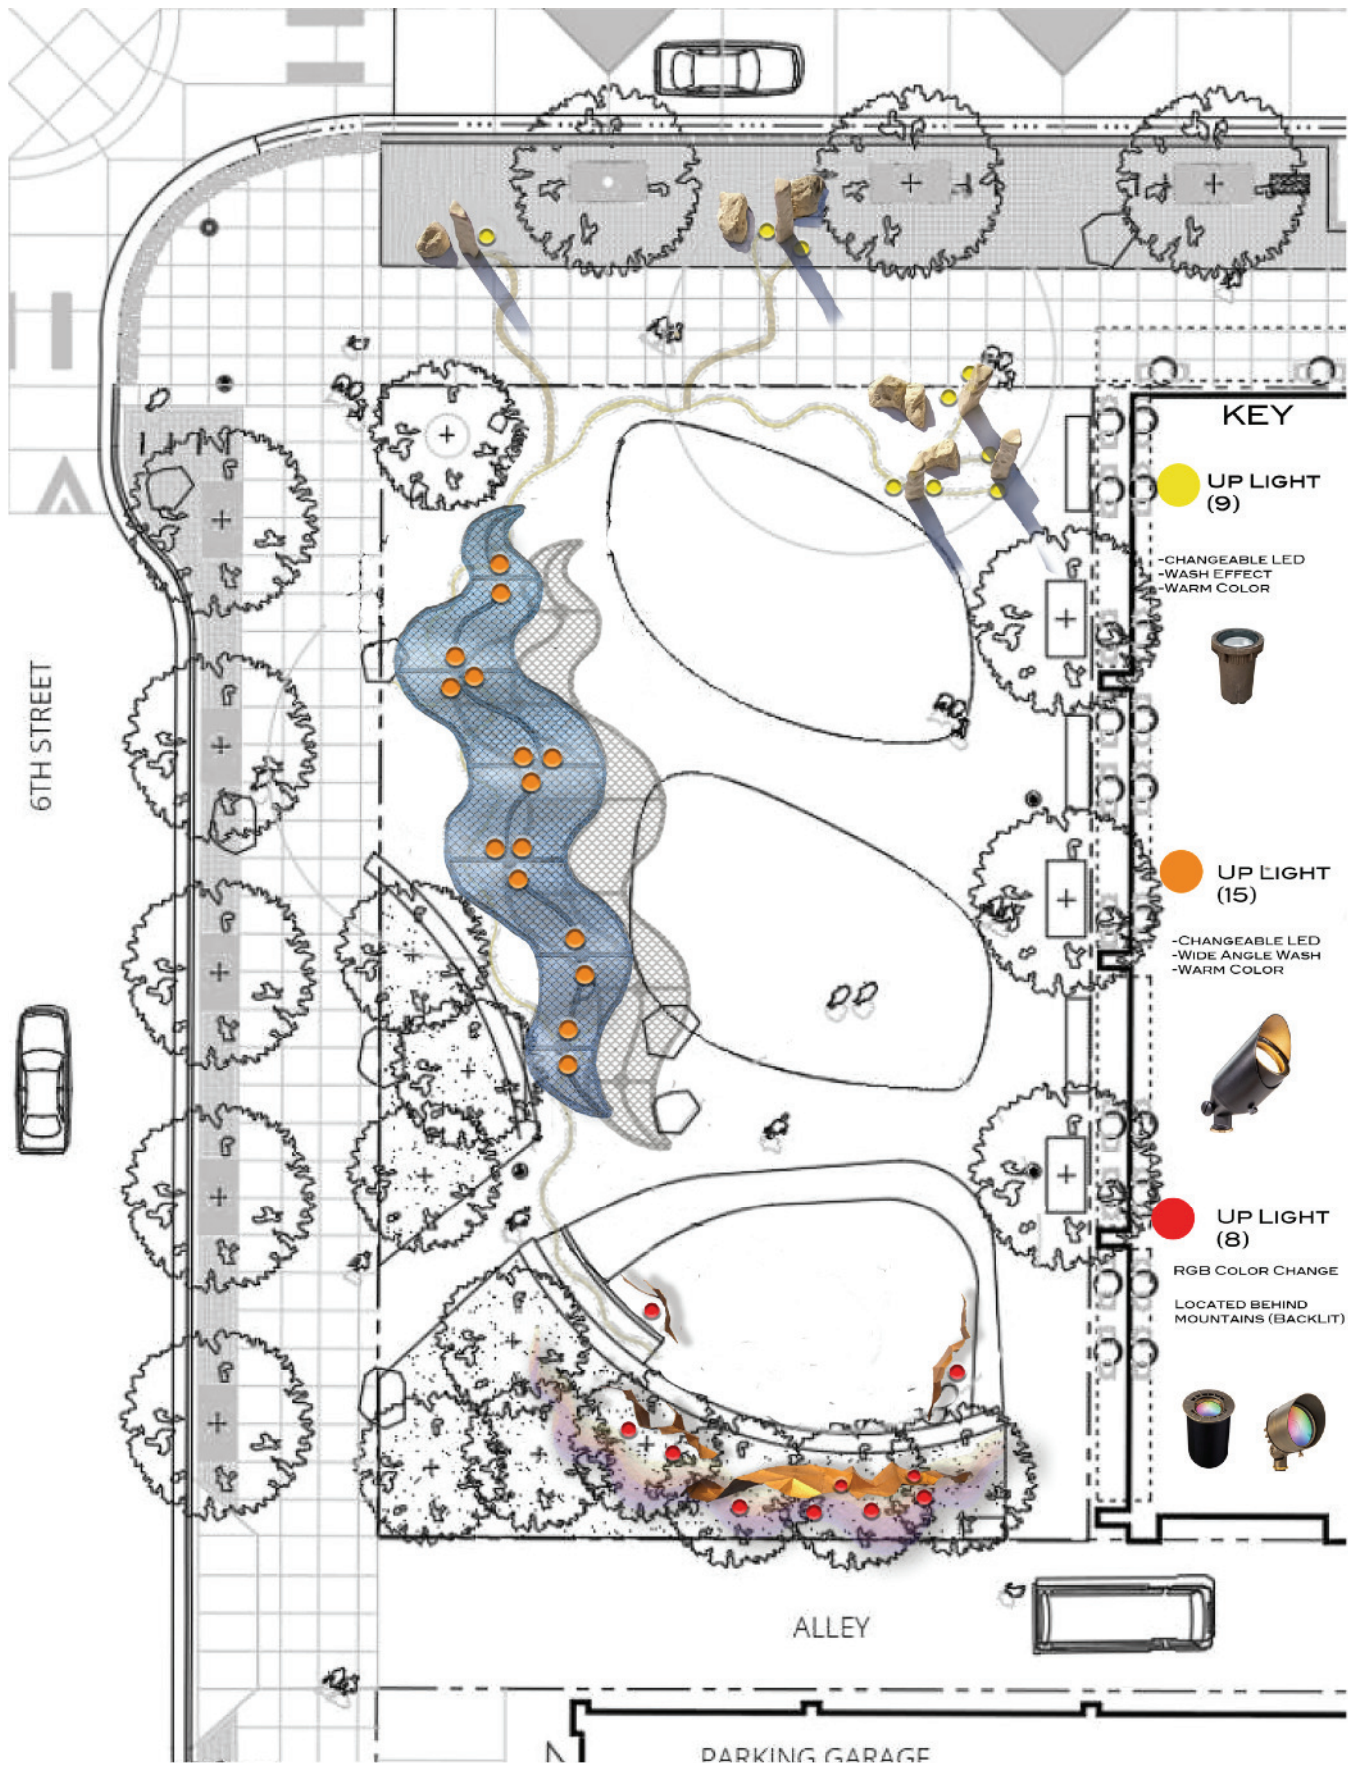 KEY
UP LIGHT
(9)
-CHANGEABLE LED
-WASH EFFECT
-WARM COLOR
6TH STREET
UP LIGHT
(15)
-CHANGEABLE LED
-WIDE ANGLE WASH
-WARM COLOR
UP LIGHT
(8)
RGB COLOR CHANGE
LOCATED BEHIND
MOUNTAINS (BACKLIT)
ALLEY
PARKING GARAGE